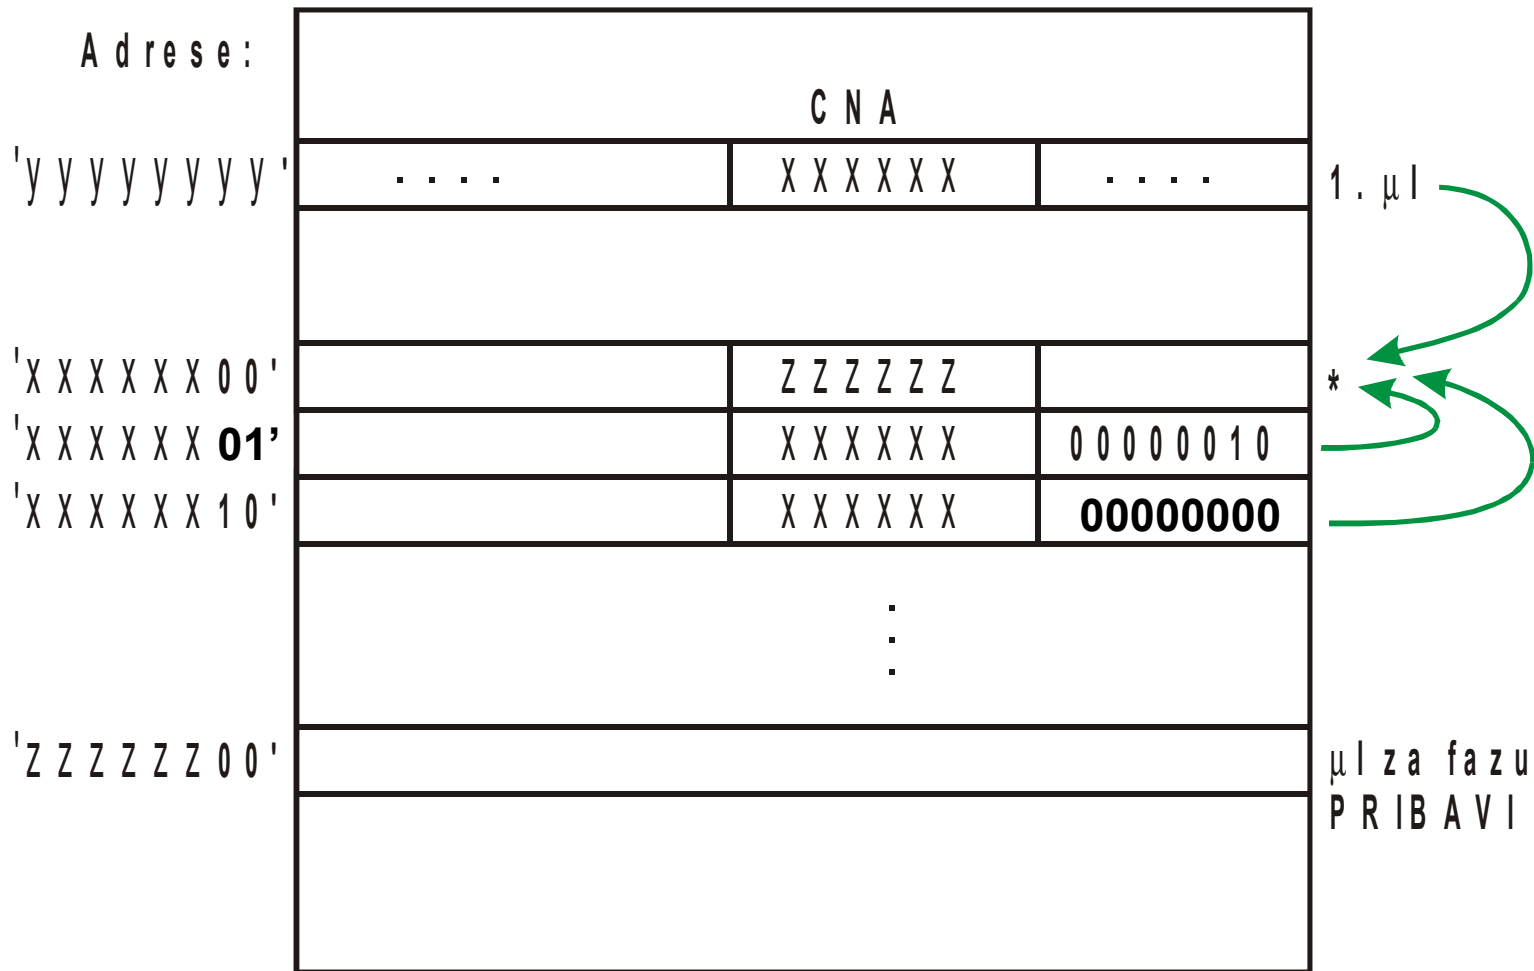 Adrese:
CNA
'yyyyyyyy' .... XXXXXX .... 1. μI
'XXXXXX00' ZZZZZZ *
'XXXXXX01’ XXXXXX 00000010
'XXXXXX10' XXXXXX 00000000
'ZZZZZZ00' μI za fazu
PRIBAVI